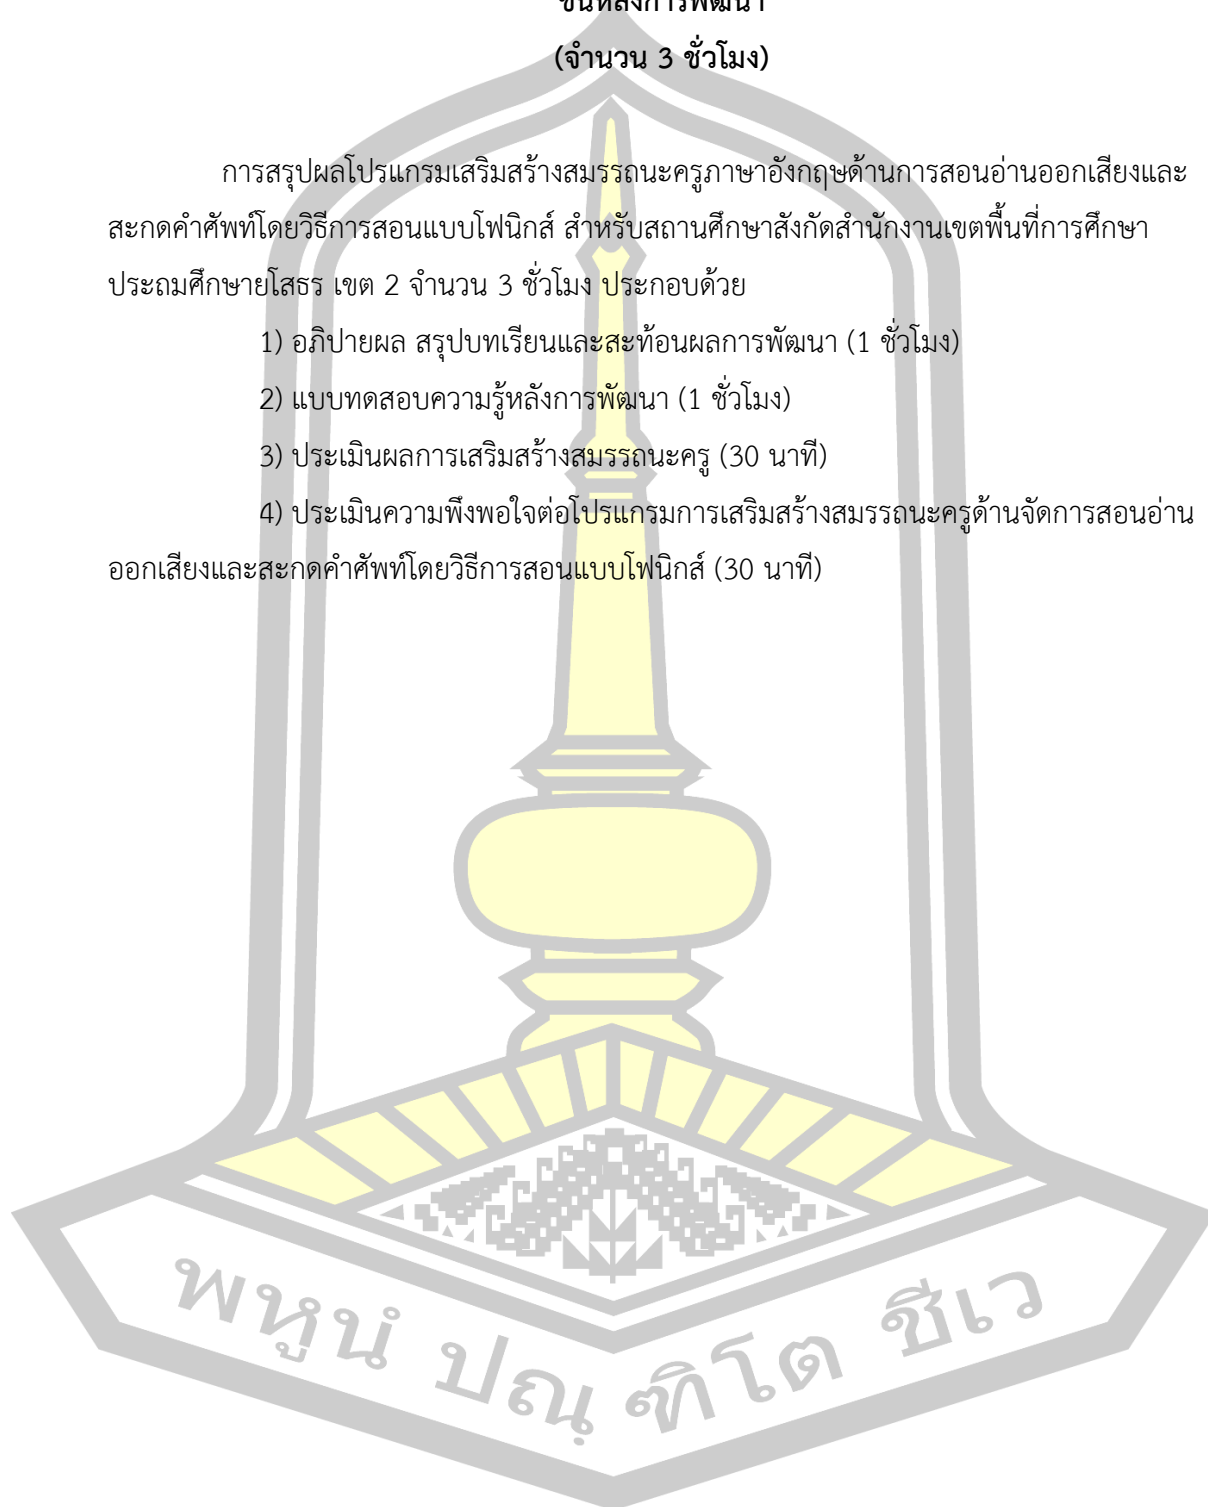 ขั้นหลังการพัฒนา
(จำนวน 3 ชั่วโมง)
การสรุปผลโปรแกรมเสริมสร้างสมรรถนะครูภาษาอังกฤษด้านการสอนอ่านออกเสียงและ
สะกดคำศัพท์โดยวิธีการสอนแบบโฟนิกส์ สำหรับสถานศึกษาสังกัดสำนักงานเขตพื้นที่การศึกษา
ประถมศึกษายโสธร เขต 2 จำนวน 3 ชั่วโมง ประกอบด้วย
1) อภิปายผล สรุปบทเรียนและสะท้อนผลการพัฒนา (1 ชั่วโมง)
2) แบบทดสอบความรู้หลังการพัฒนา (1 ชั่วโมง)
3) ประเมินผลการเสริมสร้างสมรรถนะครู (30 นาที)
4) ประเมินความพึงพอใจต่อโปรแกรมการเสริมสร้างสมรรถนะครูด้านจัดการสอนอ่าน
ออกเสียงและสะกดคำศัพท์โดยวิธีการสอนแบบโฟนิกส์ (30 นาที)
พหูนํ ปณฺฑิโต ชีเว